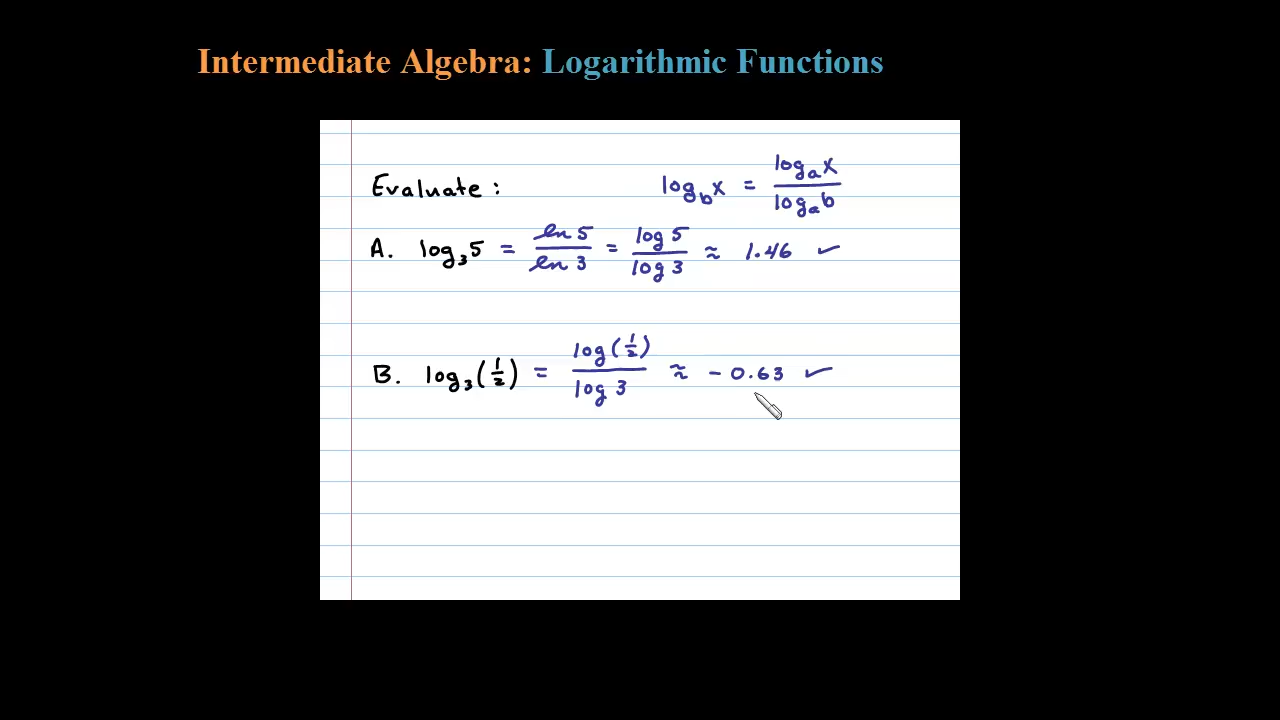 Intermediate Algebra: Logarithmic Functions
Evaluate: log_b x = log_a x / log_a b
A. log_3 5 = ln 5 / ln 3 = log 5 / log 3 ≈ 1.46 ✓
B. log_3 (1/2) = log (1/2) / log 3 ≈ - 0.63 ✓